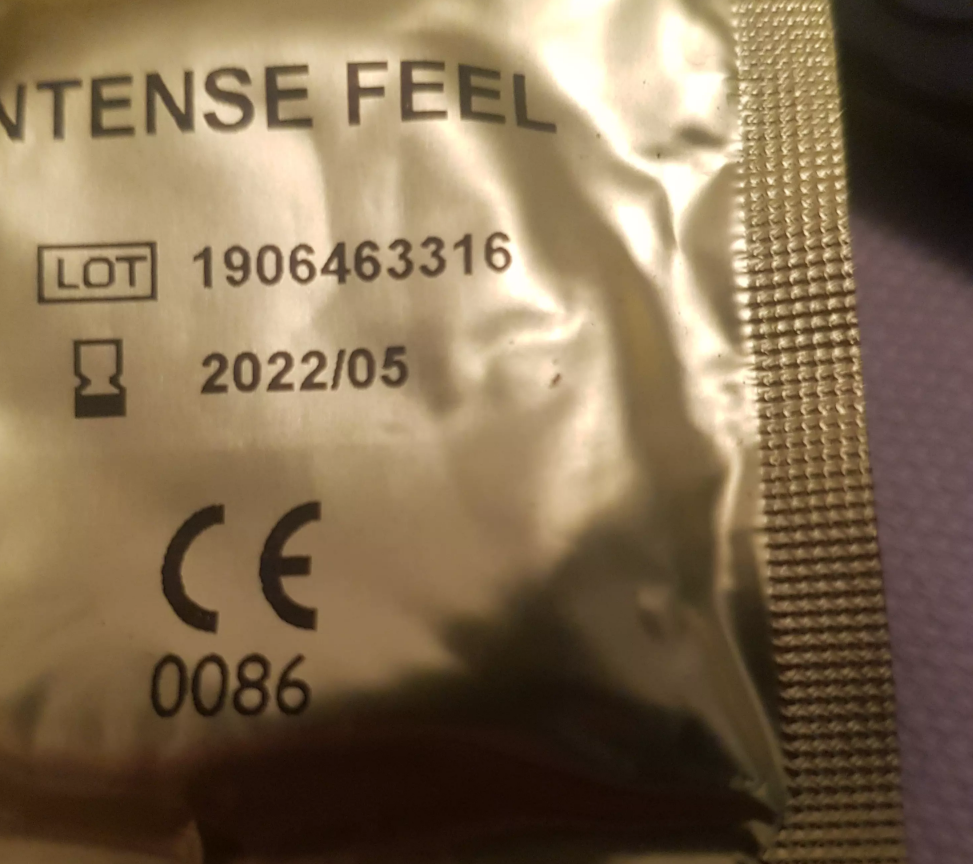 NTENSE FEEL
LOT 1906463316
2022/05
CE
0086